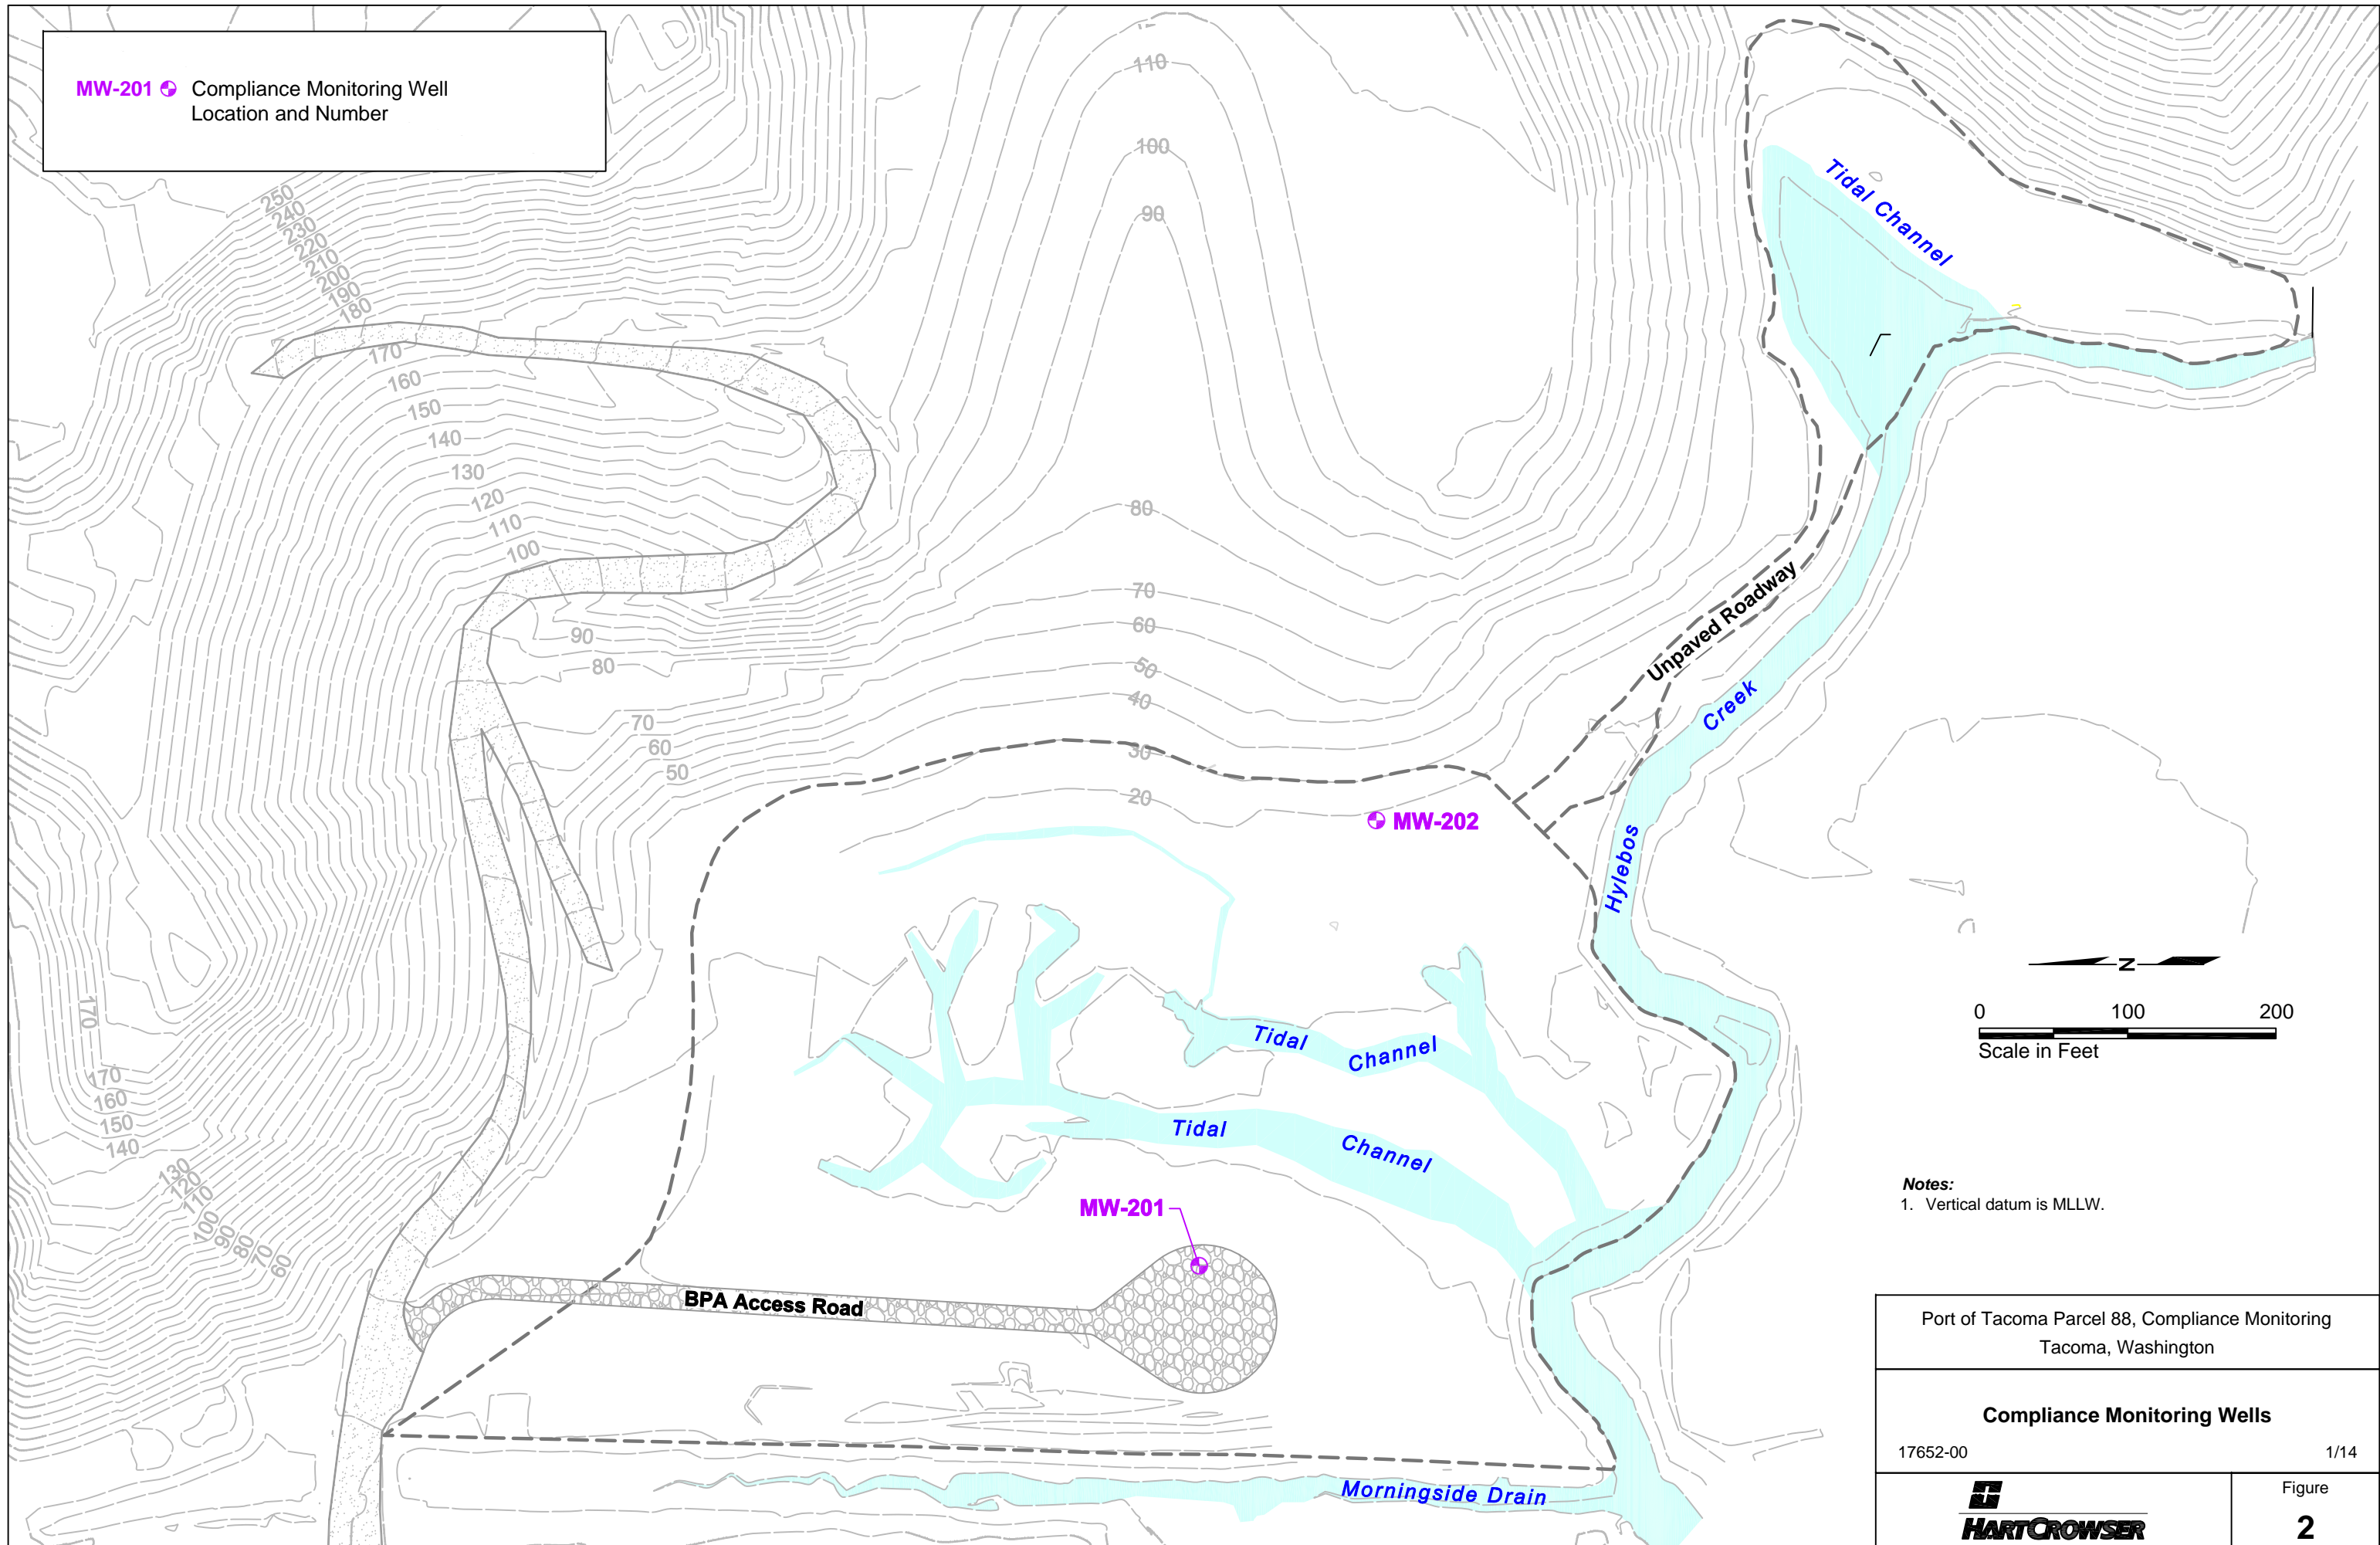 MW-201 Compliance Monitoring Well
Location and Number
110
100
90
80
70
60
50
40
30
20
250
240
230
220
210
200
190
180
170
160
150
140
130
120
110
100
90
80
70
60
50
170
170
160
150
140
130
120
110
100
90
80
70
60
Tidal Channel
Unpaved Roadway
Creek
Hylebos
MW-202
Tidal Channel
Tidal Channel
MW-201
BPA Access Road
Morningside Drain
N
0 100 200
Scale in Feet
Notes:
1. Vertical datum is MLLW.
Port of Tacoma Parcel 88, Compliance Monitoring
Tacoma, Washington
Compliance Monitoring Wells
17652-00 1/14
HARTCROWSER
Figure
2